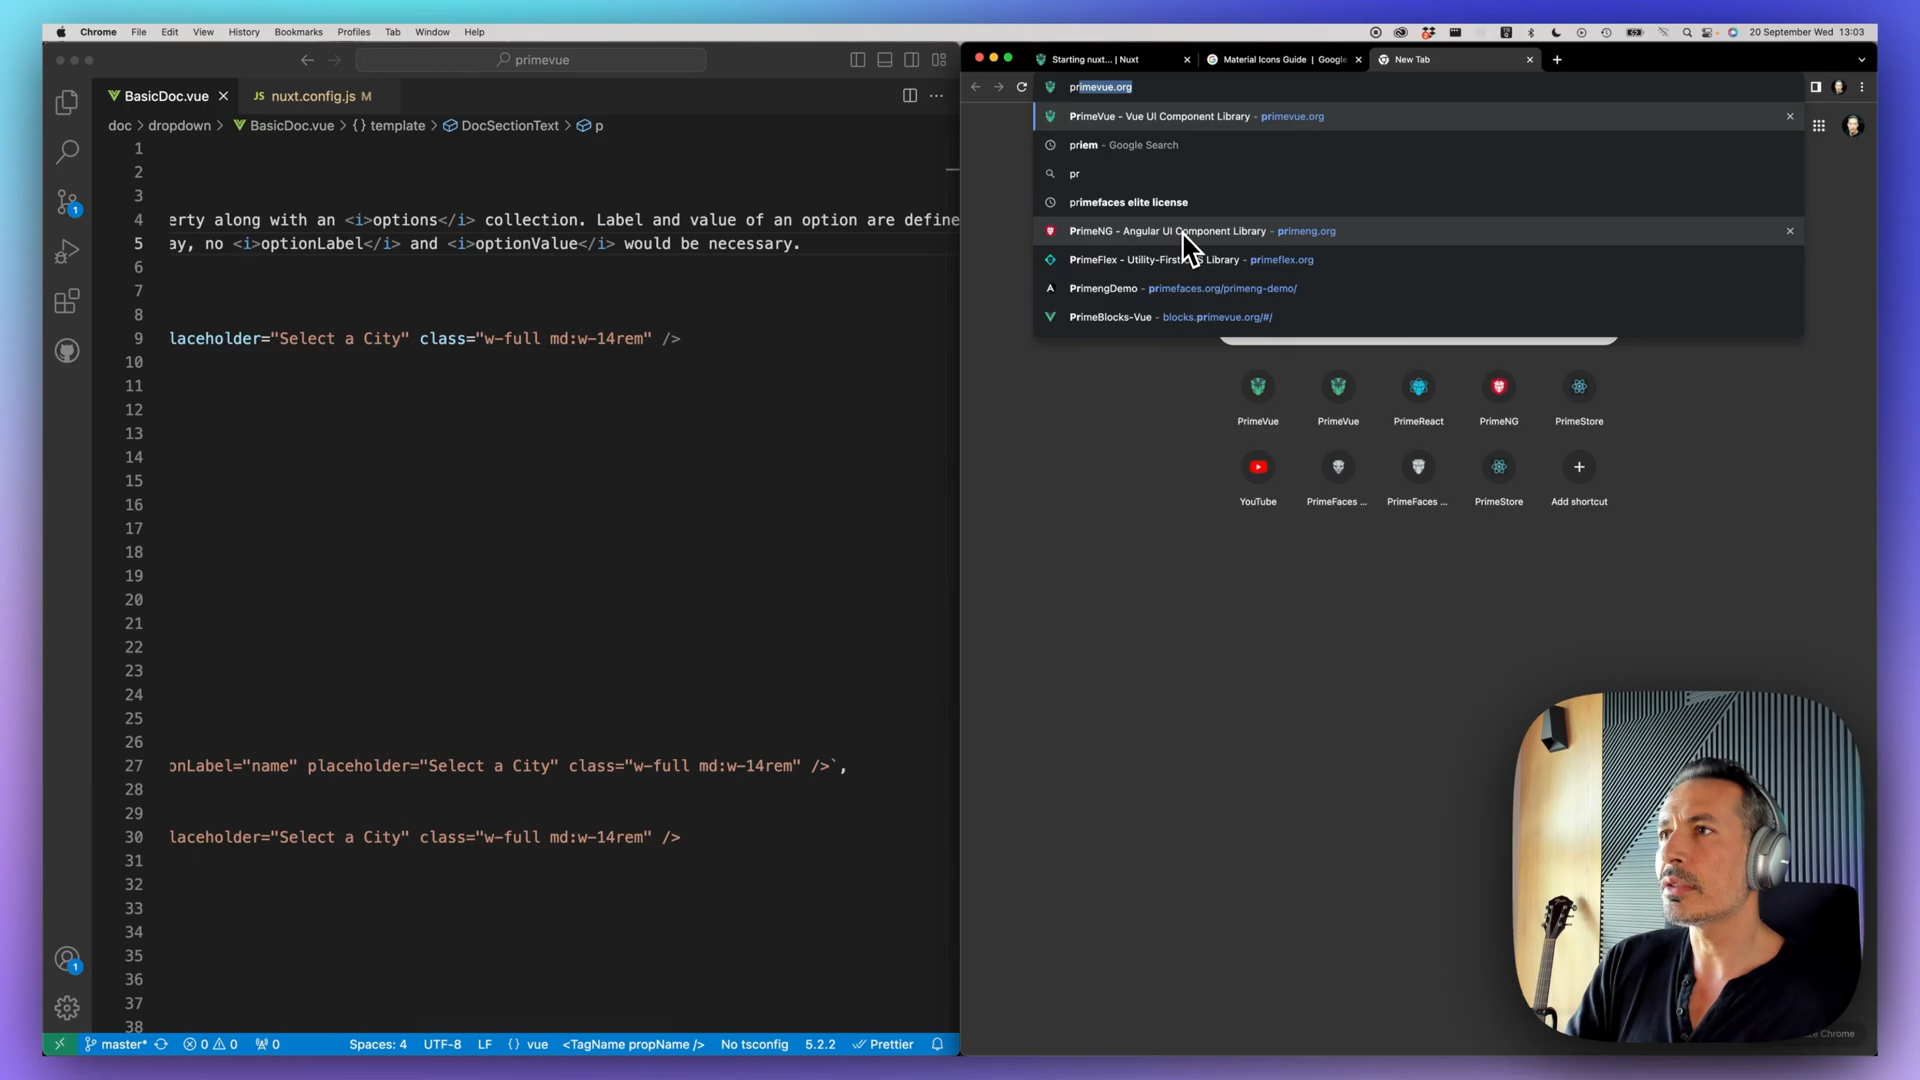 Chrome File Edit View History Bookmarks Profiles Tab Window Help
20 September Wed 13:03
primevue
BasicDoc.vue
JS nuxt.config.js M
doc > dropdown > BasicDoc.vue > {} template > DocSectionText > p
1
2
3
4 erty along with an <i>options</i> collection. Label and value of an option are define
5 ay, no <i>optionLabel</i> and <i>optionValue</i> would be necessary.
6
7
8
9 laceholder="Select a City" class="w-full md:w-14rem" />
10
11
12
13
14
15
16
17
18
19
20
21
22
23
24
25
26
27 onLabel="name" placeholder="Select a City" class="w-full md:w-14rem" />`,
28
29
30 laceholder="Select a City" class="w-full md:w-14rem" />
31
32
33
34
35
36
37
38
1
1
master* 0 0 0 Spaces: 4 UTF-8 LF {} vue <TagName propName /> No tsconfig 5.2.2 Prettier
Starting nuxt... | Nuxt
Material Icons Guide | Google
New Tab
primevue.org
PrimeVue - Vue UI Component Library - primevue.org
priem - Google Search
pr
primefaces elite license
PrimeNG - Angular UI Component Library - primeng.org
PrimeFlex - Utility-First Library - primeflex.org
PrimengDemo - primefaces.org/primeng-demo/
PrimeBlocks-Vue - blocks.primevue.org/#/
PrimeVue PrimeVue PrimeReact PrimeNG PrimeStore
YouTube PrimeFaces ... PrimeFaces ... PrimeStore Add shortcut
Chrome